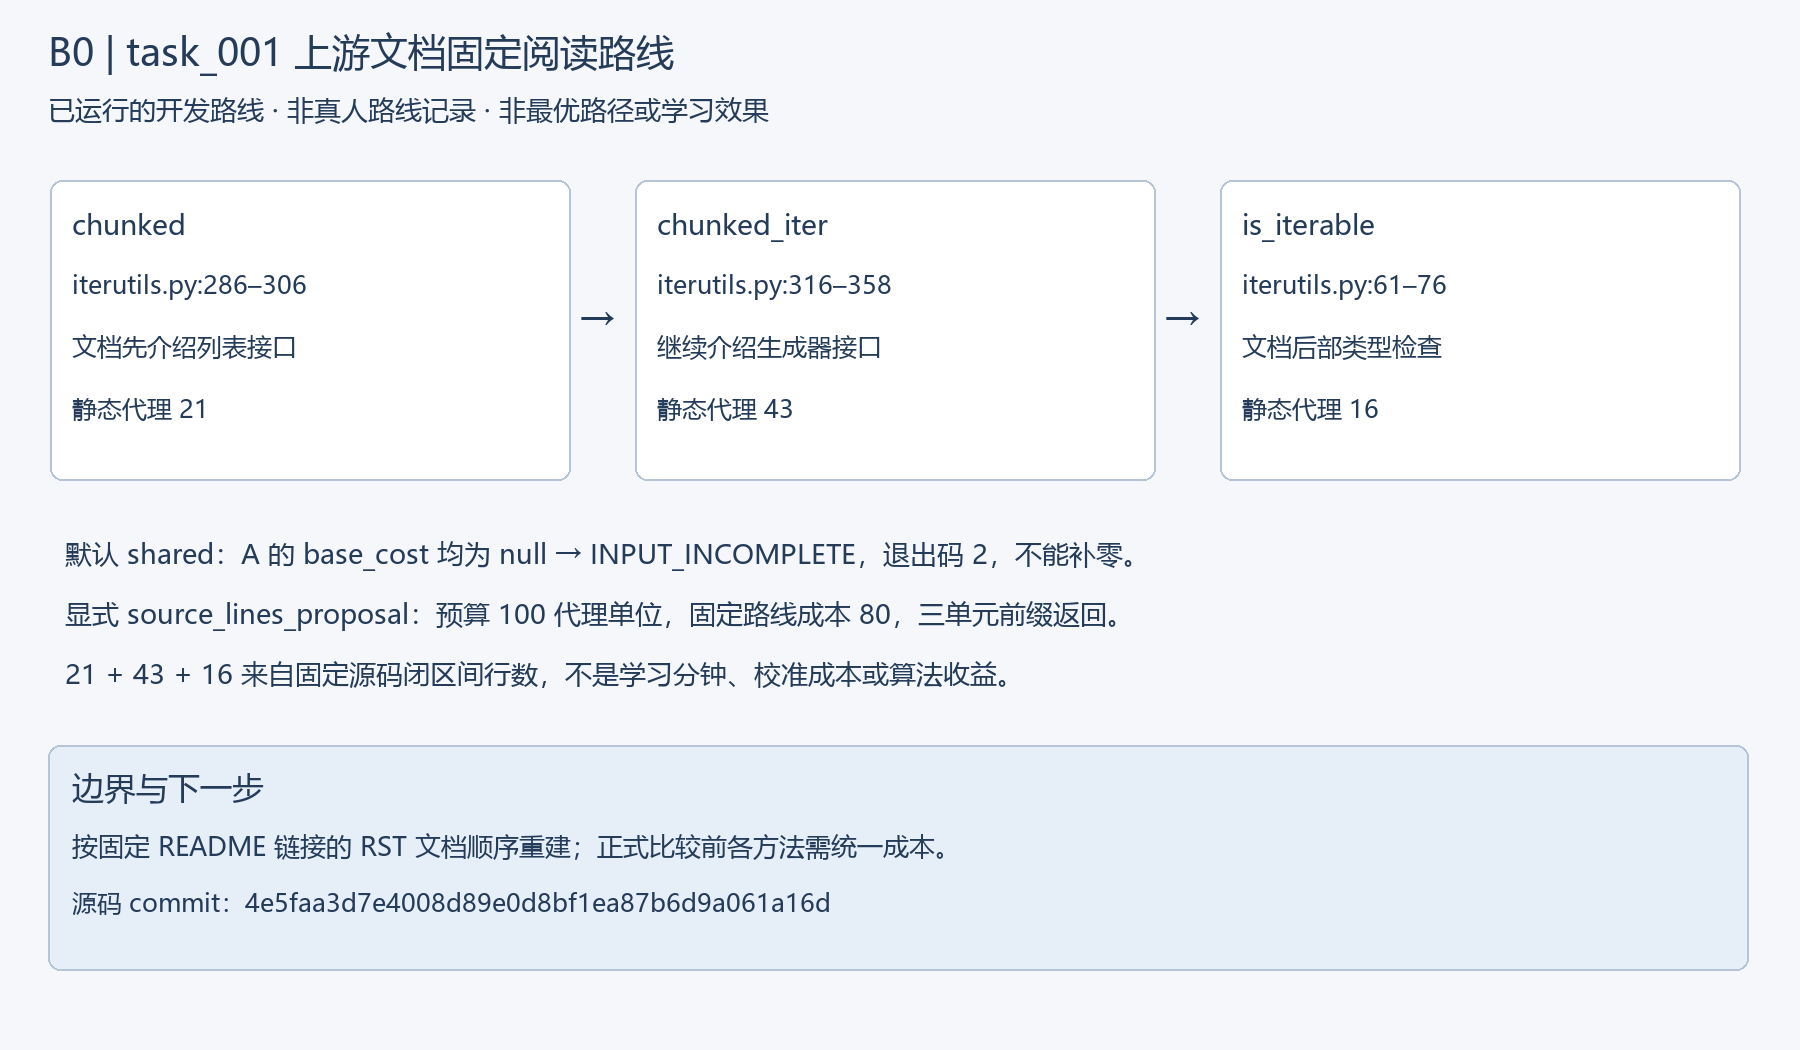 B0 | task_001 上游文档固定阅读路线
已运行的开发路线 · 非真人路线记录 · 非最优路径或学习效果
chunked
iterutils.py:286–306
文档先介绍列表接口
静态代理 21
→
chunked_iter
iterutils.py:316–358
继续介绍生成器接口
静态代理 43
→
is_iterable
iterutils.py:61–76
文档后部类型检查
静态代理 16
默认 shared：A 的 base_cost 均为 null → INPUT_INCOMPLETE，退出码 2，不能补零。
显式 source_lines_proposal：预算 100 代理单位，固定路线成本 80，三单元前缀返回。
21 + 43 + 16 来自固定源码闭区间行数，不是学习分钟、校准成本或算法收益。
边界与下一步
按固定 README 链接的 RST 文档顺序重建；正式比较前各方法需统一成本。
源码 commit：4e5faa3d7e4008d89e0d8bf1ea87b6d9a061a16d